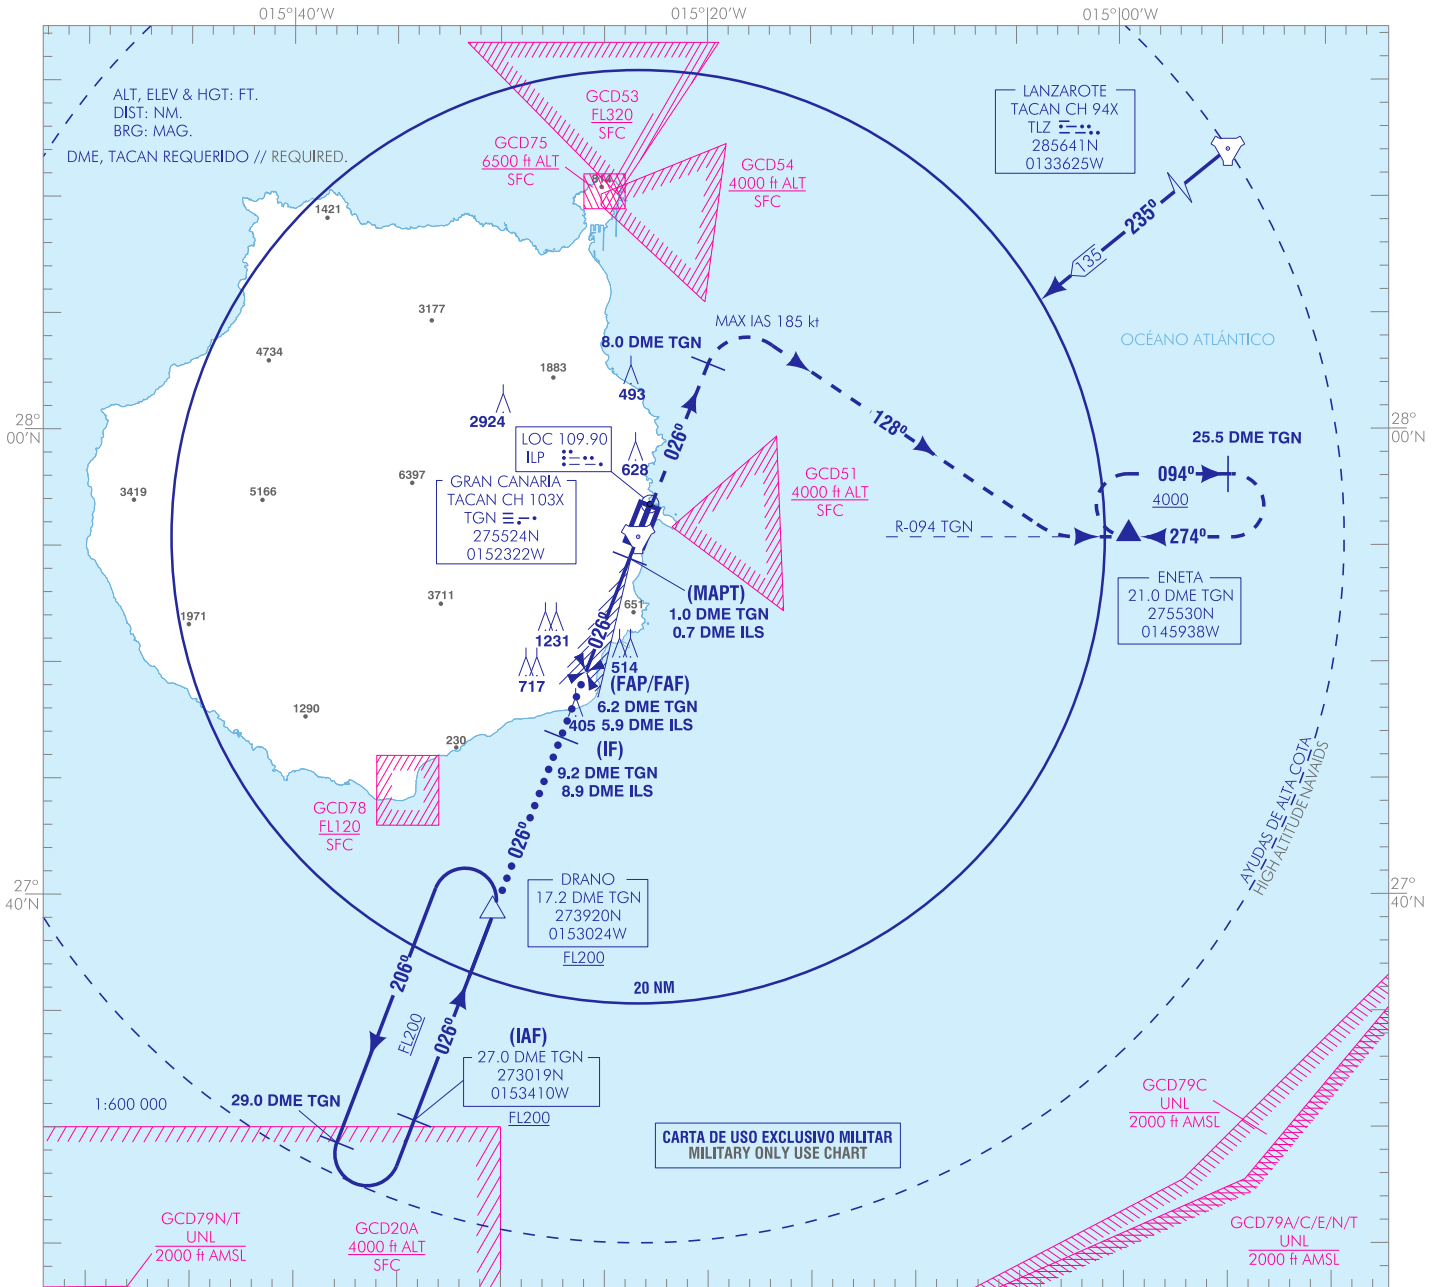 015°40'W
015°20'W
015°00'W
ALT, ELEV & HGT: FT.
DIST: NM.
BRG: MAG.
DME, TACAN REQUERIDO // REQUIRED.
GCD53
FL320
SFC
GCD75
6500 ft ALT
SFC
GCD54
4000 ft ALT
SFC
LANZAROTE
TACAN CH 94X
TLZ
285641N
0133625W
235º
135
814
1421
3177
4734
1883
MAX IAS 185 kt
8.0 DME TGN
OCÉANO ATLÁNTICO
493
2924
28°
00'N
28°
00'N
LOC 109.90
ILP
628
026º
128º
25.5 DME TGN
094º
4000
274º
R-094 TGN
GCD51
4000 ft ALT
SFC
3419
5166
6397
GRAN CANARIA
TACAN CH 103X
TGN
275524N
0152322W
ENETA
21.0 DME TGN
275530N
0145938W
(MAPT)
1.0 DME TGN
0.7 DME ILS
3711
651
1971
1231
026º
514
717
(FAP/FAF)
6.2 DME TGN
405 5.9 DME ILS
(IF)
9.2 DME TGN
8.9 DME ILS
1290
230
GCD78
FL120
SFC
026º
AYUDAS DE ALTA COTA
HIGH ALTITUDE NAVAIDS
27°
40'N
27°
40'N
DRANO
17.2 DME TGN
273920N
0153024W
FL200
206º
FL200
026º
20 NM
(IAF)
27.0 DME TGN
273019N
0153410W
FL200
1:600 000
29.0 DME TGN
CARTA DE USO EXCLUSIVO MILITAR
MILITARY ONLY USE CHART
GCD79C
UNL
2000 ft AMSL
GCD79N/T
UNL
2000 ft AMSL
GCD20A
4000 ft ALT
SFC
GCD79A/C/E/N/T
UNL
2000 ft AMSL